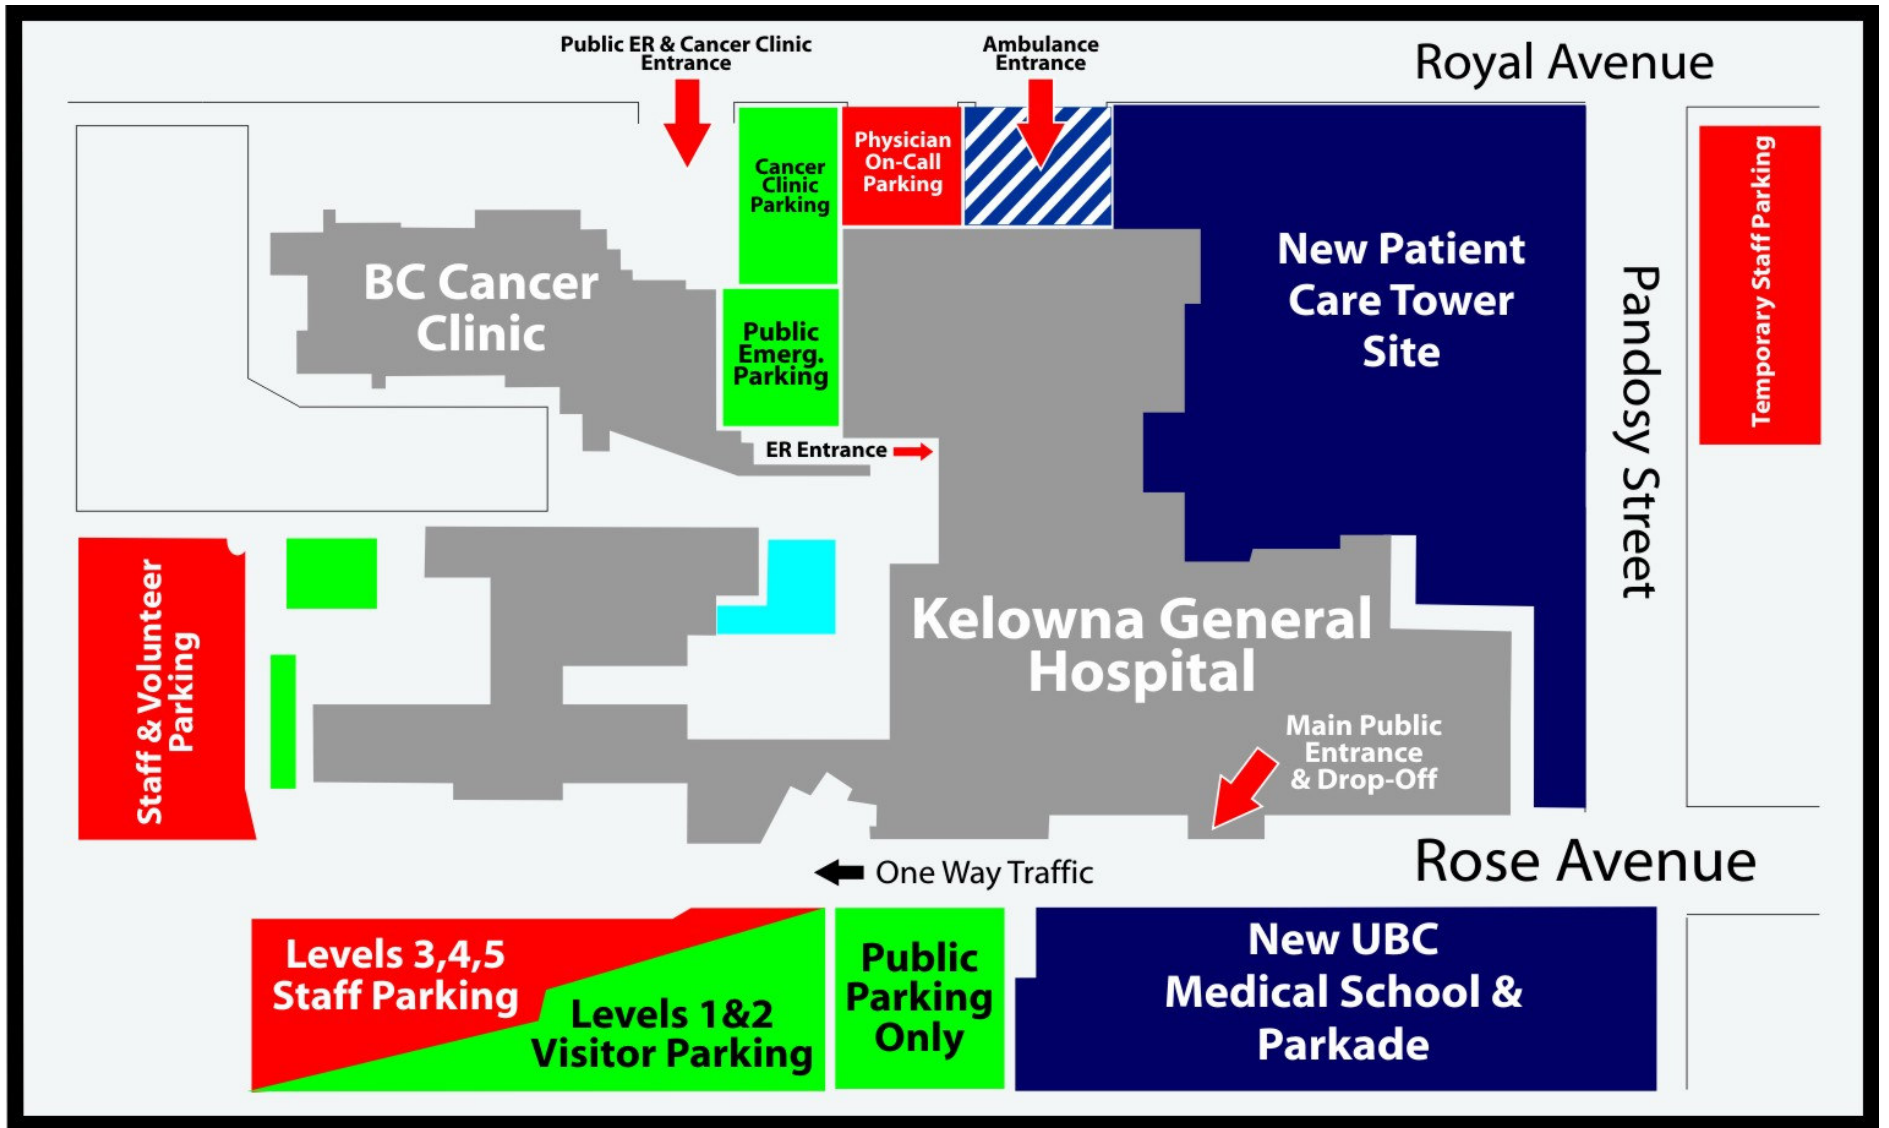 Public ER & Cancer Clinic
Entrance
Ambulance
Entrance
Royal Avenue
Cancer
Clinic
Parking
Physician
On-Call
Parking
Temporary Staff Parking
BC Cancer
Clinic
New Patient
Care Tower
Site
Pandosy Street
Public
Emerg.
Parking
ER Entrance
Staff & Volunteer
Parking
Kelowna General
Hospital
Main Public
Entrance
& Drop-Off
Rose Avenue
One Way Traffic
Levels 3,4,5
Staff Parking
Levels 1&2
Visitor Parking
Public
Parking
Only
New UBC
Medical School &
Parkade